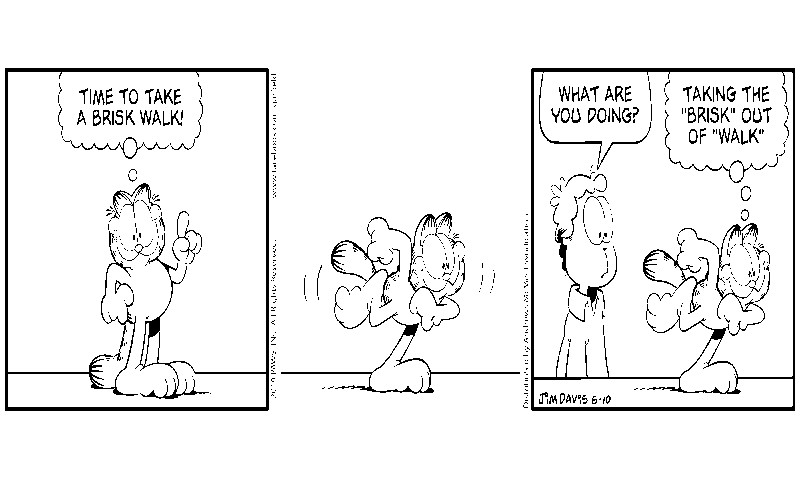 TIME TO TAKE
A BRISK WALK!
WHAT ARE
YOU DOING?
TAKING THE
"BRISK" OUT
OF "WALK"
JIM DAVIS 6-10